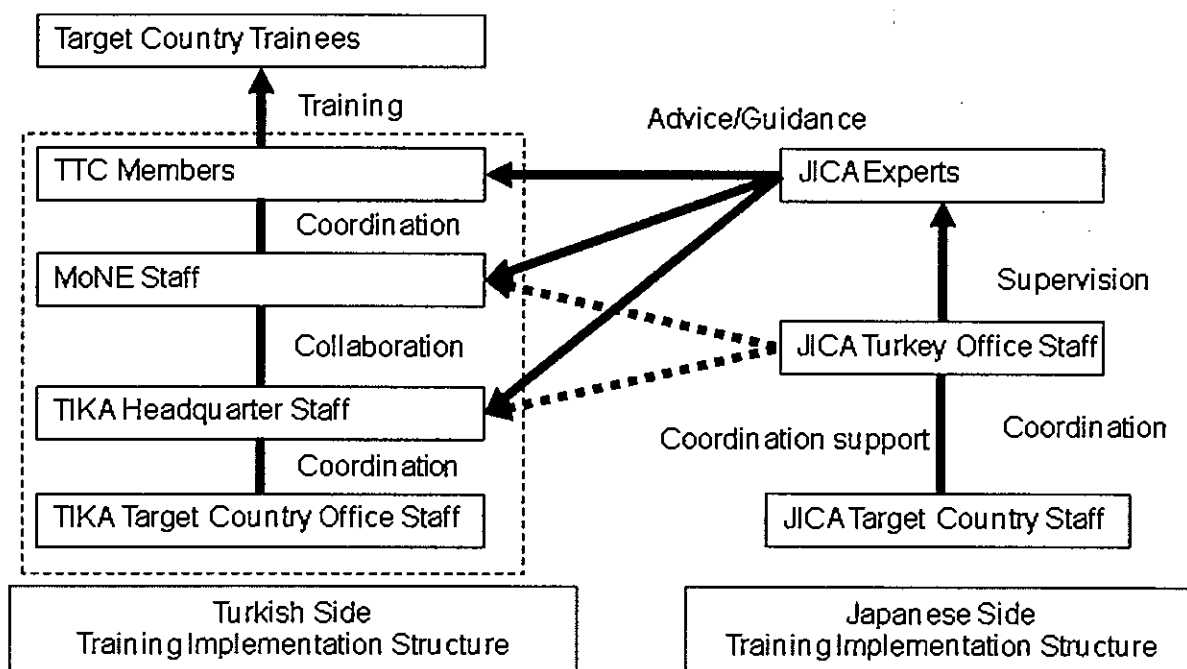 Target Country Trainees
Training
Advice/Guidance
TTC Members
JICA Experts
Coordination
MoNE Staff
Supervision
Collaboration
JICA Turkey Office Staff
TIKA Headquarter Staff
Coordination support
Coordination
Coordination
TIKA Target Country Office Staff
JICA Target Country Staff
Turkish Side
Training Implementation Structure
Japanese Side
Training Implementation Structure